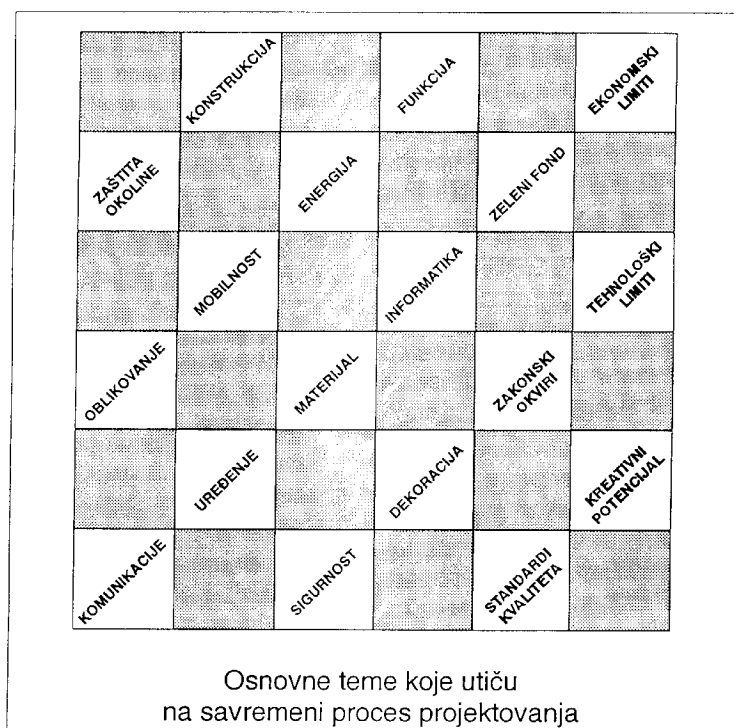 KONSTRUKCIJA
FUNKCIJA
EKONOMSKI
LIMITI
ZAŠTITA
OKOLINE
ENERGIJA
ZELENI FOND
MOBILNOST
INFORMATIKA
TEHNOLOŠKI
LIMITI
OBLIKOVANJE
MATERIJAL
ZAKONSKI
OKVIRI
UREĐENJE
DEKORACIJA
KREATIVNI
POTENCIJAL
KOMUNIKACIJE
SIGURNOST
STANDARDI
KVALITETA
Osnovne teme koje utiču
na savremeni proces projektovanja